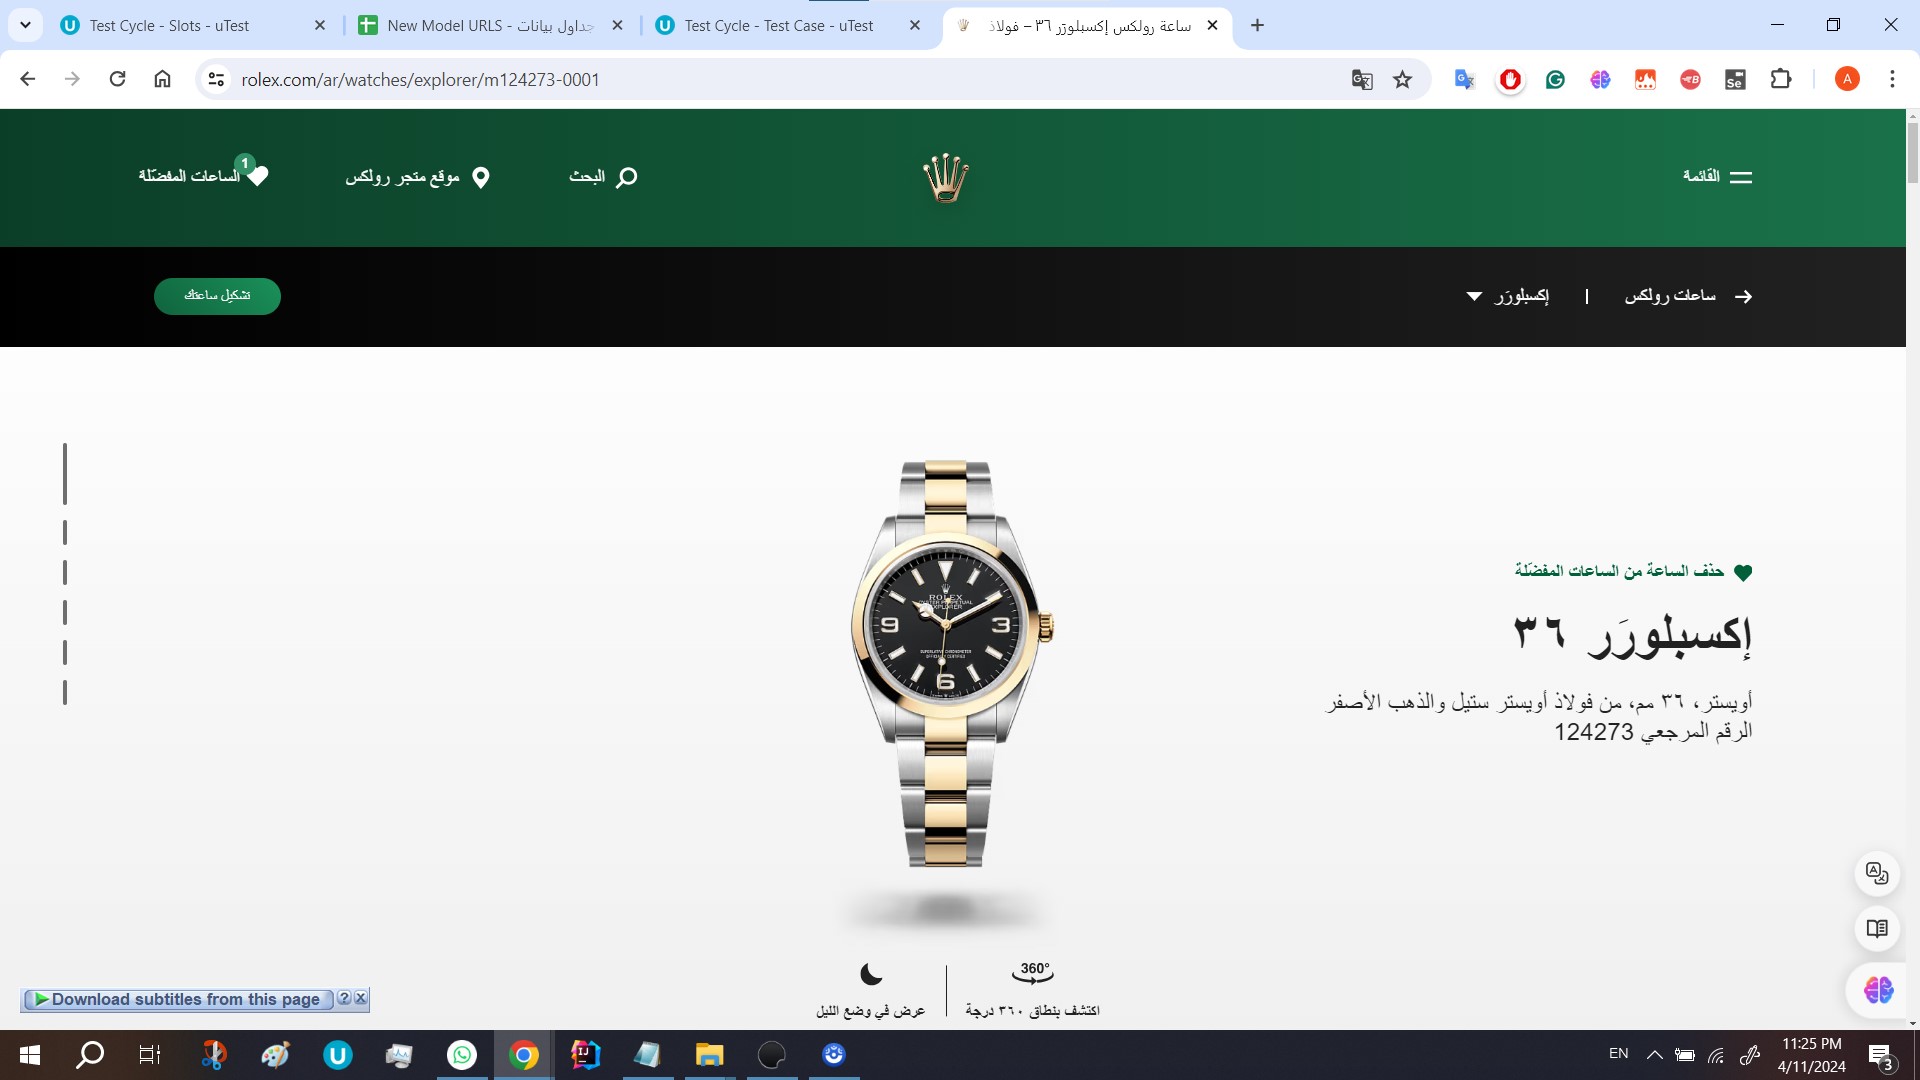 Test Cycle - Slots - uTest
New Model URLS - جداول بيانات
Test Cycle - Test Case - uTest
ساعة رولكس إكسبلورَر ٣٦ – فولاذ
rolex.com/ar/watches/explorer/m124273-0001
A
القائمة
البحث
موقع متجر رولكس
الساعات المفضّلة
1
ساعات رولكس
إكسبلورَر
تشكيل ساعتك
حذف الساعة من الساعات المفضّلة
إكسبلورَر ٣٦
أويستر، ٣٦ مم، من فولاذ أويستر ستيل والذهب الأصفر
الرقم المرجعي 124273
ROLEX
OYSTER PERPETUAL
EXPLORER
9
3
SUPERLATIVE CHRONOMETER
OFFICIALLY CERTIFIED
6
360°
اكتشف بنطاق ٣٦٠ درجة
عرض في وضع الليل
Download subtitles from this page
EN
11:25 PM
4/11/2024
3